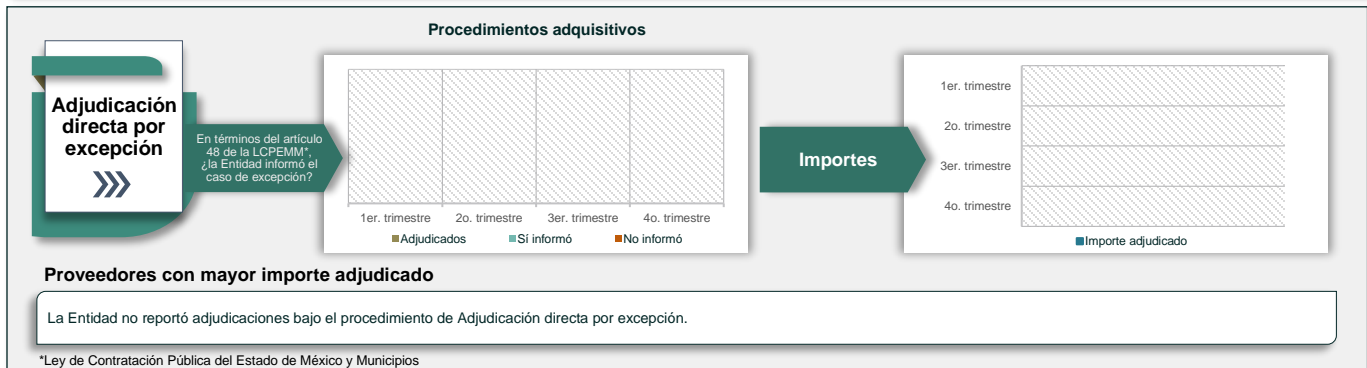 Procedimientos adquisitivos
Adjudicación
directa por
excepción
En términos del artículo
48 de la LCPEMM*,
¿la Entidad informó el
caso de excepción?
1er. trimestre
2o. trimestre
3er. trimestre
4o. trimestre
Adjudicados
Sí informó
No informó
Importes
1er. trimestre
2o. trimestre
3er. trimestre
4o. trimestre
Importe adjudicado
Proveedores con mayor importe adjudicado
La Entidad no reportó adjudicaciones bajo el procedimiento de Adjudicación directa por excepción.
*Ley de Contratación Pública del Estado de México y Municipios